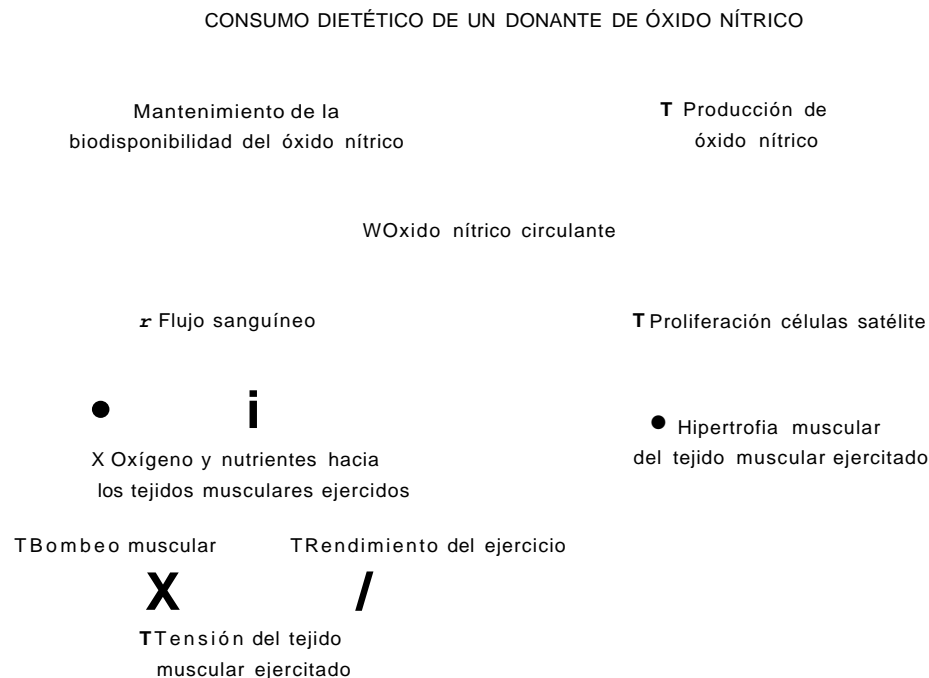 CONSUMO DIETÉTICO DE UN DONANTE DE ÓXIDO NÍTRICO
Mantenimiento de la
biodisponibilidad del óxido nítrico
T Producción de
óxido nítrico
WOxido nítrico circulante
r Flujo sanguíneo
T Proliferación células satélite
• i
X Oxígeno y nutrientes hacia
los tejidos musculares ejercidos
• Hipertrofia muscular
del tejido muscular ejercitado
TBombeo muscular TRendimiento del ejercicio
X /
TTensión del tejido
muscular ejercitado